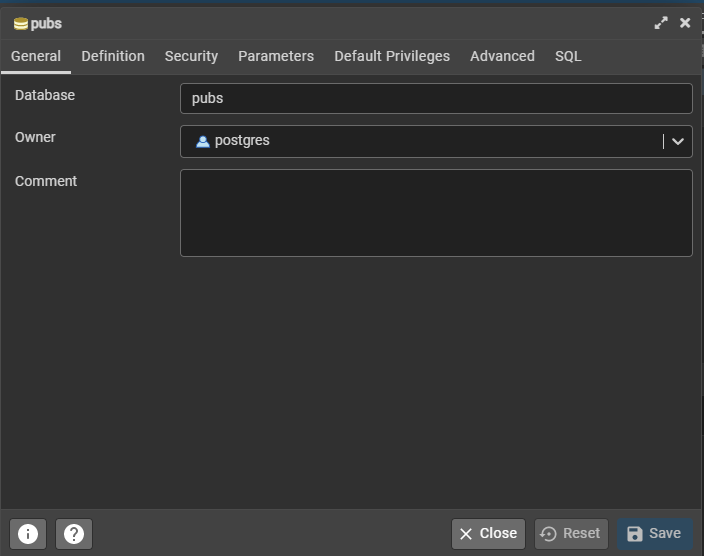 pubs
General Definition Security Parameters Default Privileges Advanced SQL
Database pubs
Owner postgres
Comment
Close Reset Save